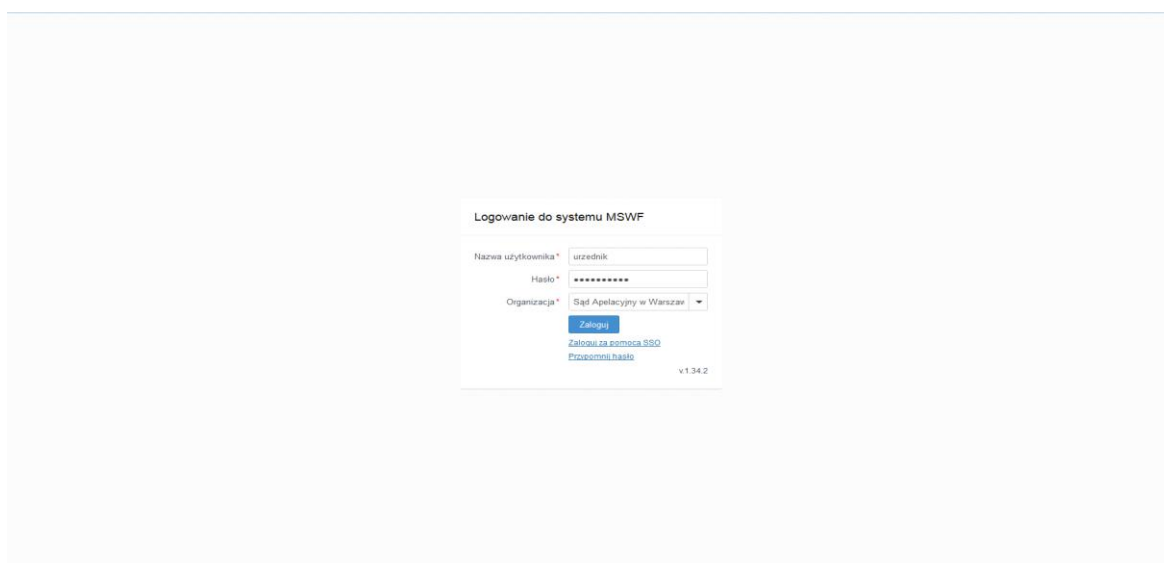 Logowanie do systemu MSWF
Nazwa użytkownika * urzednik
Hasło * ••••••••••
Organizacja * Sąd Apelacyjny w Warszaw
Zaloguj
Zaloguj za pomoca SSO
Przypomnij hasło
v.1.34.2